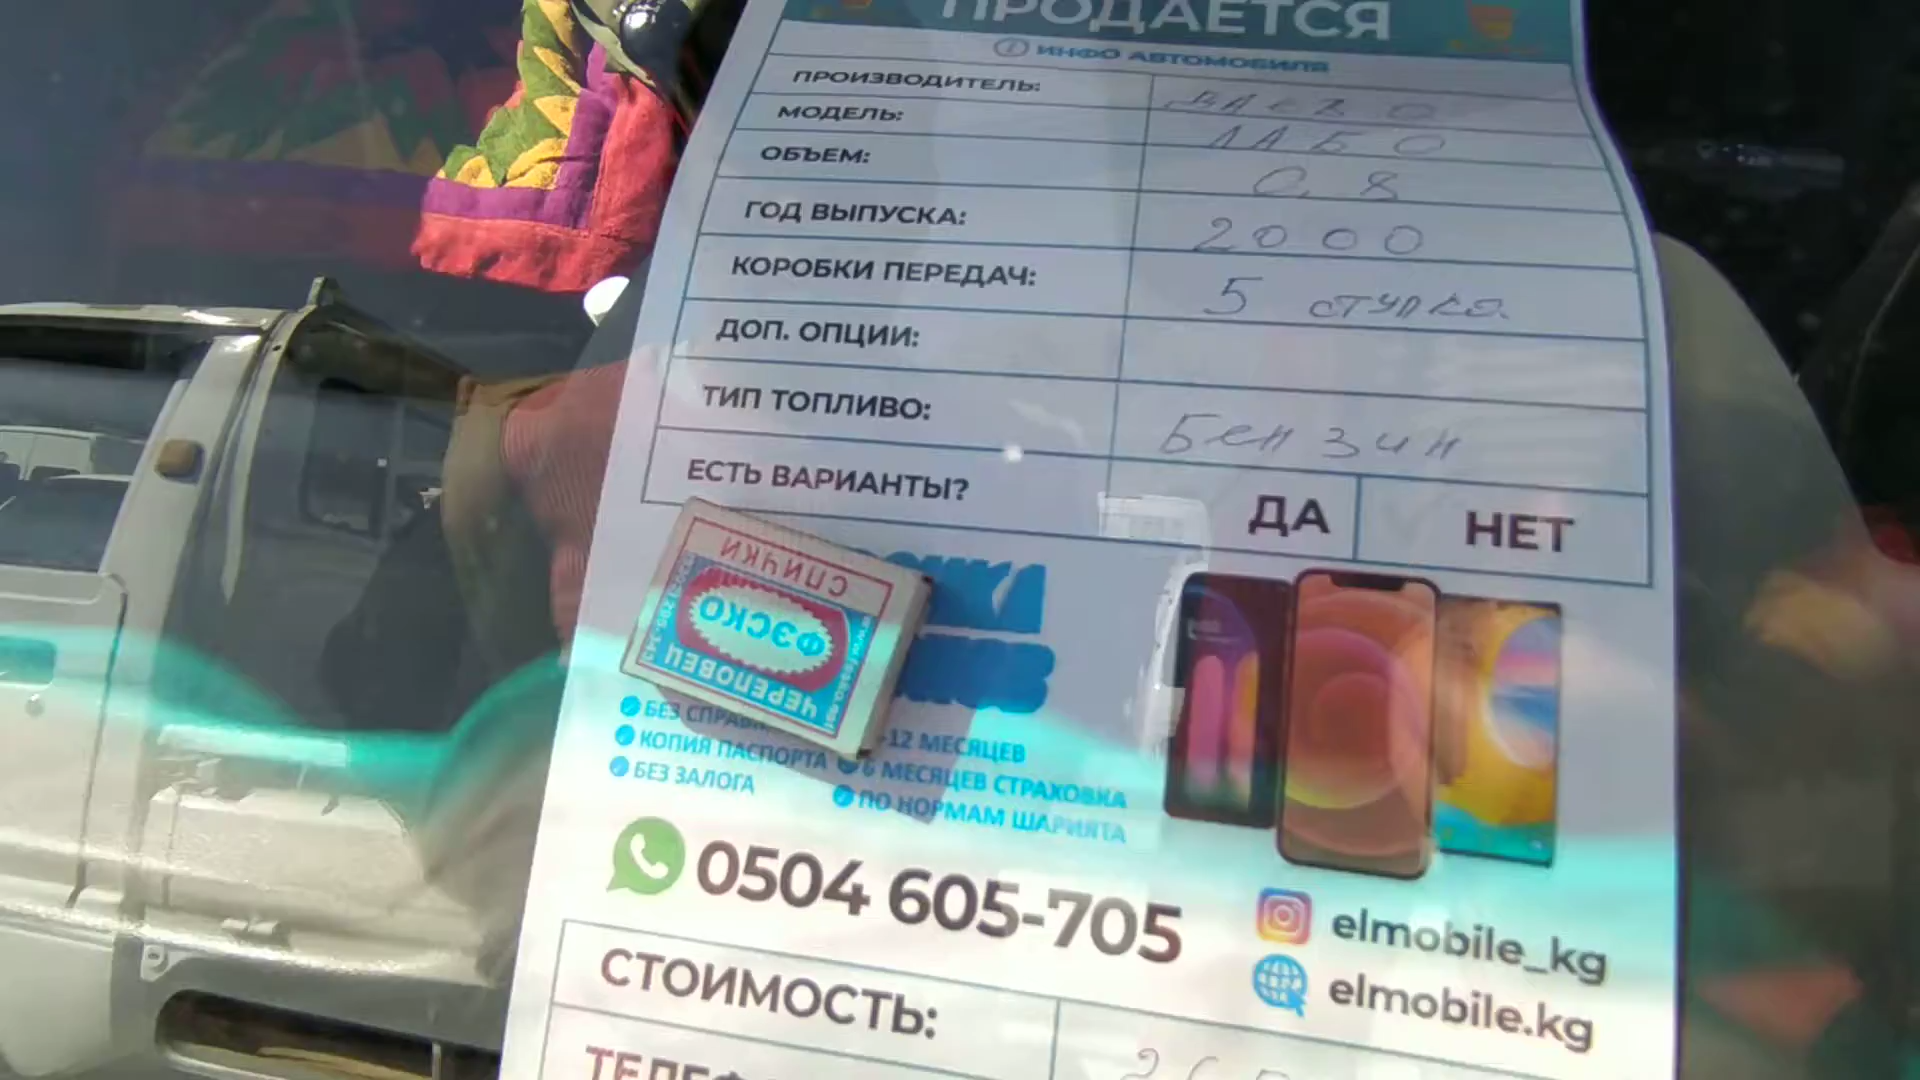 ПРОДАЕТСЯ
ИНФО АВТОМОБИЛЯ
ПРОИЗВОДИТЕЛЬ:
МОДЕЛЬ: ЛАБО
ОБЪЕМ: 0,8
ГОД ВЫПУСКА: 2000
КОРОБКИ ПЕРЕДАЧ: 5 ступка
ДОП. ОПЦИИ:
ТИП ТОПЛИВО: Бензин
ЕСТЬ ВАРИАНТЫ? ДА НЕТ
СПИЧКИ
ФЭСКО
ЧЕРЕПОВЕЦ
БЕЗ
КОПИЯ ПАСПОРТА
БЕЗ ЗАЛОГА
12 МЕСЯЦЕВ
6 МЕСЯЦЕВ СТРАХОВКА
ПО НОРМАМ ШАРИЯТА
0504 605-705
elmobile_kg
elmobile.kg
СТОИМОСТЬ: